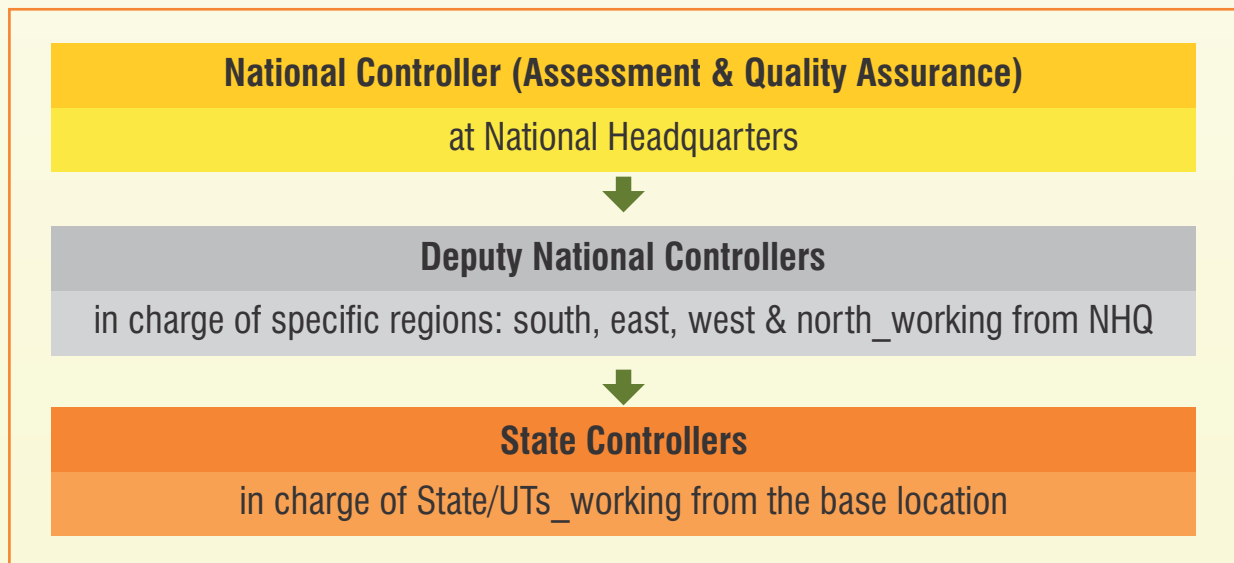 National Controller (Assessment & Quality Assurance)
at National Headquarters
Deputy National Controllers
in charge of specific regions: south, east, west & north_working from NHQ
State Controllers
in charge of State/UTs_working from the base location